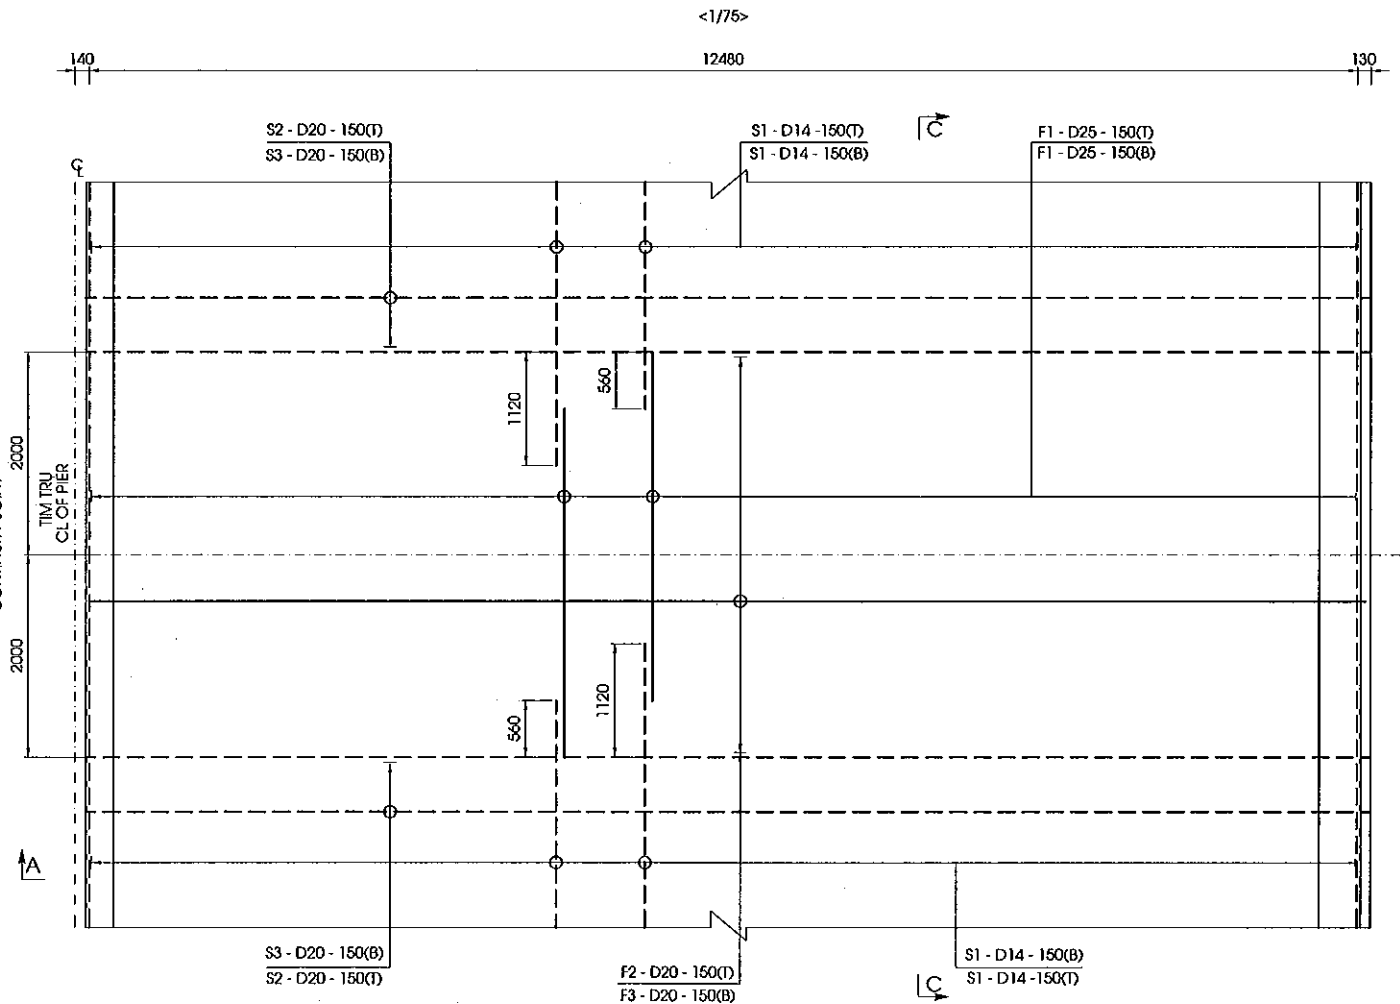 <1/75>
140
12480
130
S2 - D20 - 150(T)
S3 - D20 - 150(B)
S1 - D14 -150(T)
S1 - D14 - 150(B)
C
F1 - D25 - 150(T)
F1 - D25 - 150(B)
CL
1120
560
2000
TIM TRU
CL OF PIER
2000
560
1120
A
S3 - D20 - 150(B)
S2 - D20 - 150(T)
F2 - D20 - 150(T)
F3 - D20 - 150(B)
C
S1 - D14 - 150(B)
S1 - D14 -150(T)